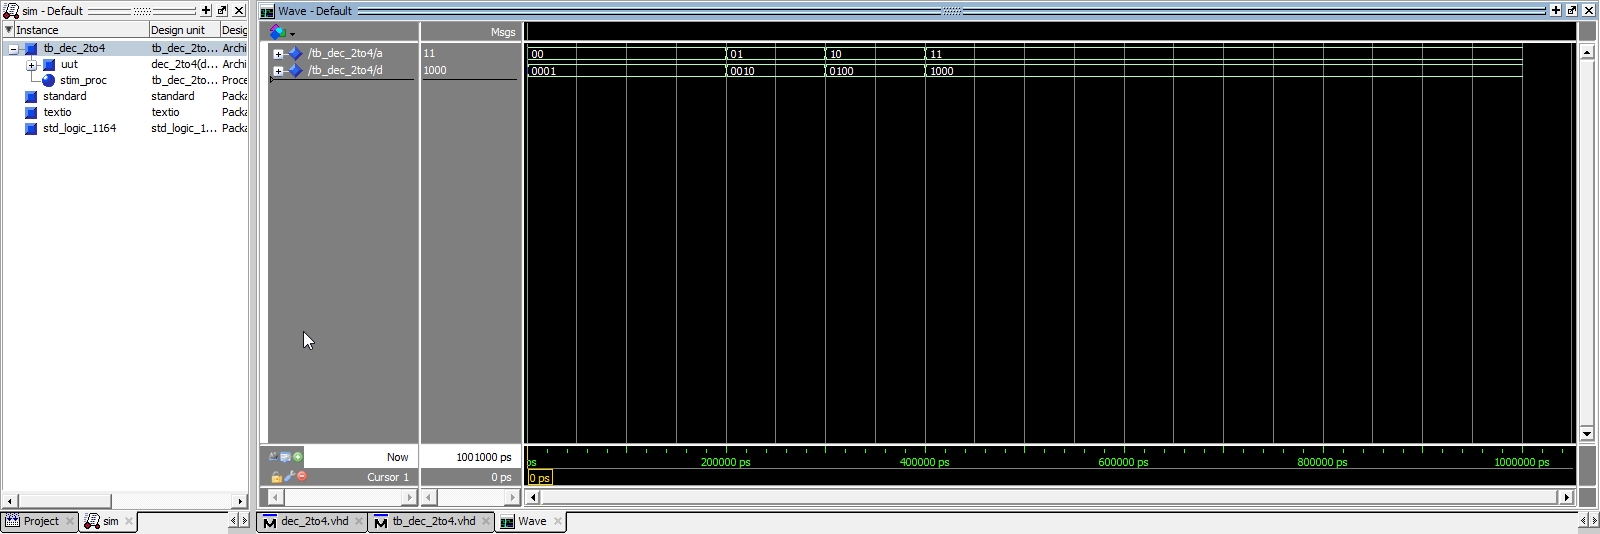 sim - Default
Instance Design unit Desig
tb_dec_2to4 tb_dec_2to... Archi
uut dec_2to4(d... Archi
stim_proc tb_dec_2to... Proce
standard standard Packa
textio textio Packa
std_logic_1164 std_logic_1... Packa
Project sim
Wave - Default
Msgs
/tb_dec_2to4/a 11 00 01 10 11
/tb_dec_2to4/d 1000 0001 0010 0100 1000
Now 1001000 ps ps 200000 ps 400000 ps 600000 ps 800000 ps 1000000 ps
Cursor 1 0 ps 0 ps
dec_2to4.vhd tb_dec_2to4.vhd Wave